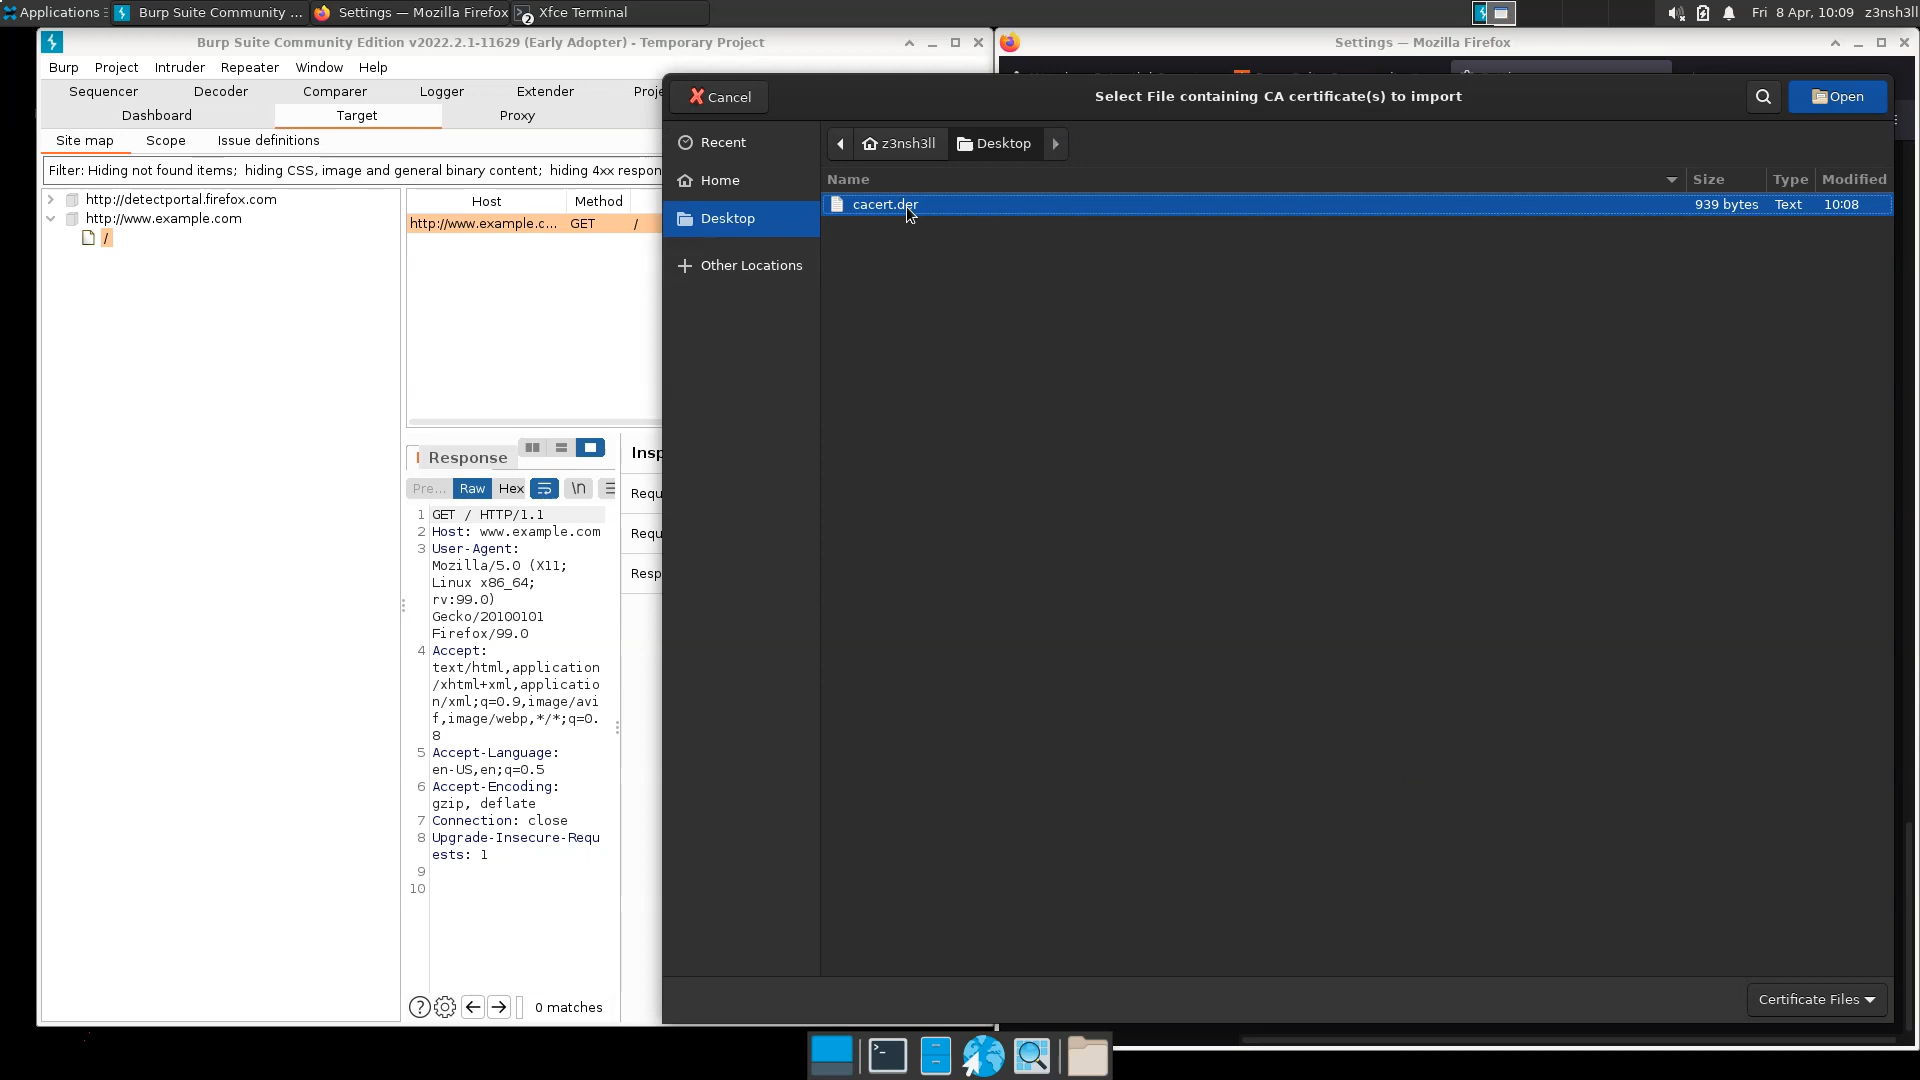 Applications
Burp Suite Community ...
Settings — Mozilla Firefox
2
Xfce Terminal
Fri 8 Apr, 10:09 z3nsh3ll
Burp Suite Community Edition v2022.2.1-11629 (Early Adopter) - Temporary Project
Settings — Mozilla Firefox
Burp Project Intruder Repeater Window Help
Sequencer Decoder Comparer Logger Extender Proje
Dashboard Target Proxy
Site map Scope Issue definitions
Filter: Hiding not found items; hiding CSS, image and general binary content; hiding 4xx respon
http://detectportal.firefox.com
http://www.example.com
/
Host Method
http://www.example.c... GET /
Response
Insp
Pre... Raw Hex \n
Requ
Requ
Resp
1 GET / HTTP/1.1
2 Host: www.example.com
3 User-Agent:
Mozilla/5.0 (X11;
Linux x86_64;
rv:99.0)
Gecko/20100101
Firefox/99.0
4 Accept:
text/html,application
/xhtml+xml,applicatio
n/xml;q=0.9,image/avi
f,image/webp,*/*;q=0.
8
5 Accept-Language:
en-US,en;q=0.5
6 Accept-Encoding:
gzip, deflate
7 Connection: close
8 Upgrade-Insecure-Requ
ests: 1
9
10
? 0 matches
Cancel
Select File containing CA certificate(s) to import
Open
Recent
Home
Desktop
Other Locations
z3nsh3ll Desktop
Name Size Type Modified
cacert.der 939 bytes Text 10:08
Certificate Files